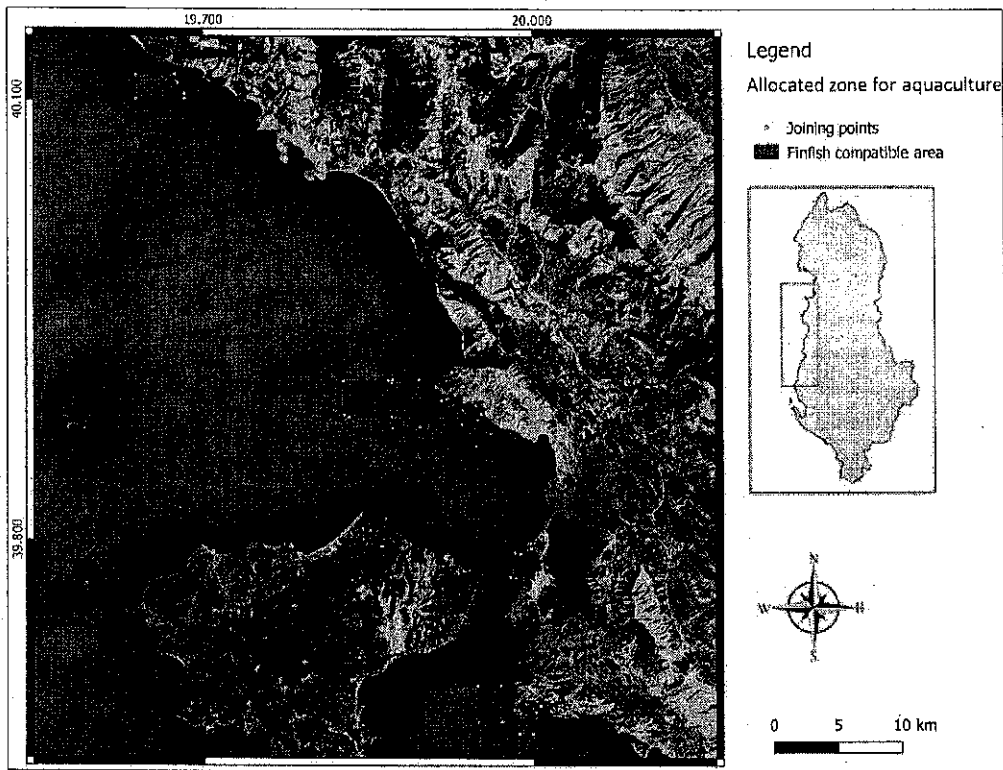 19.700
20.000
40.100
39.800
Legend
Allocated zone for aquaculture
Joining points
Finfish compatible area
N
W
S
0 5 10 km